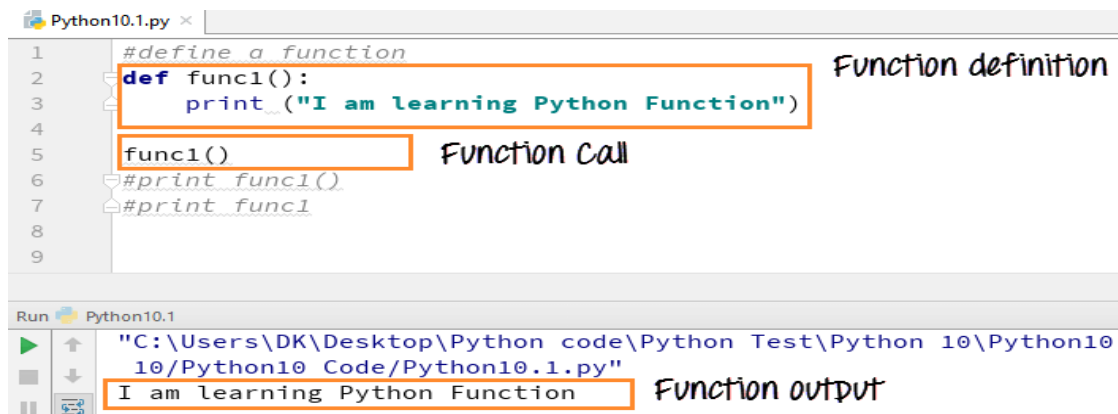 Python10.1.py ×
1 #define a function
2 def func1():
Function definition
3 print ("I am learning Python Function")
4
5 func1()
Function Call
6 #print func1()
7 #print func1
8
9
Run Python10.1
"C:\Users\DK\Desktop\Python code\Python Test\Python 10\Python10
10/Python10 Code/Python10.1.py"
I am learning Python Function
Function output